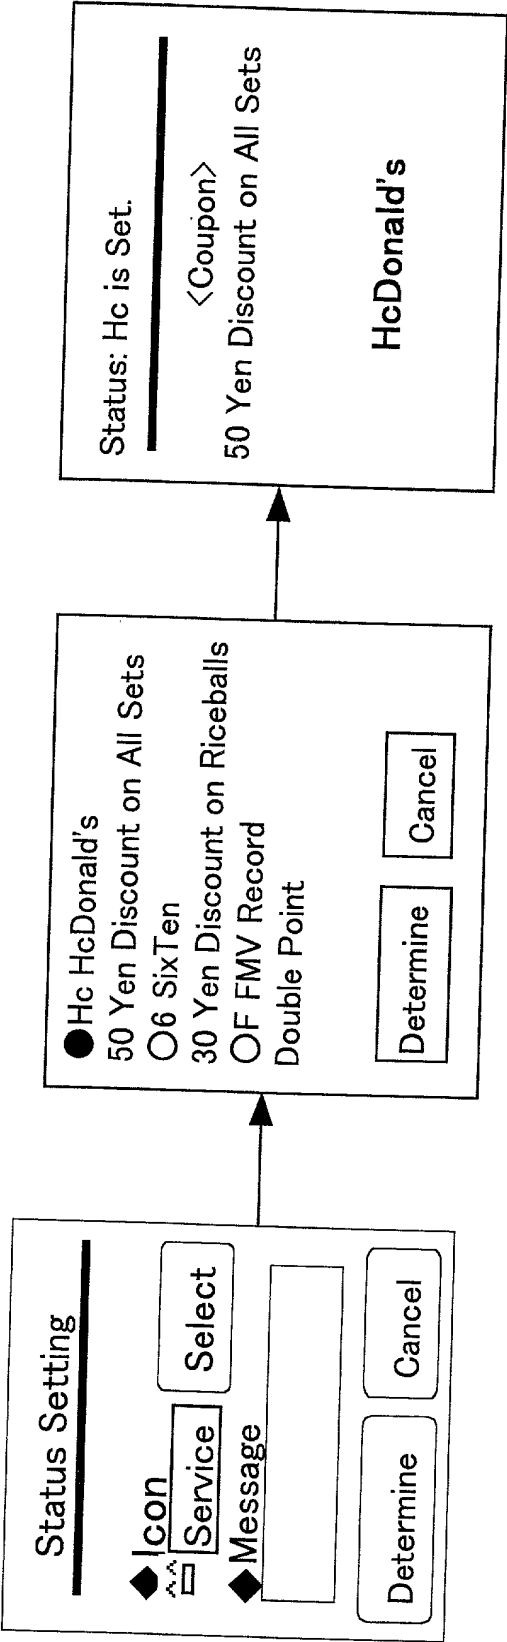 Status Setting
◆Icon
^^ Service
Select
◆Message
Determine
Cancel
●Hc HcDonald's
50 Yen Discount on All Sets
○6 SixTen
30 Yen Discount on Riceballs
○F FMV Record
Double Point
Determine
Cancel
Status: Hc is Set.
<Coupon>
50 Yen Discount on All Sets
HcDonald's